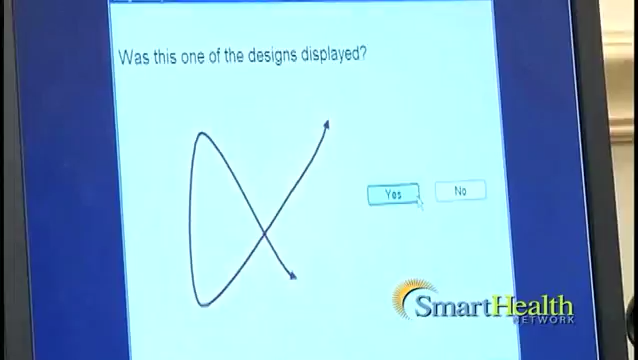 Was this one of the designs displayed?
Yes
No
SmartHealth
NETWORK